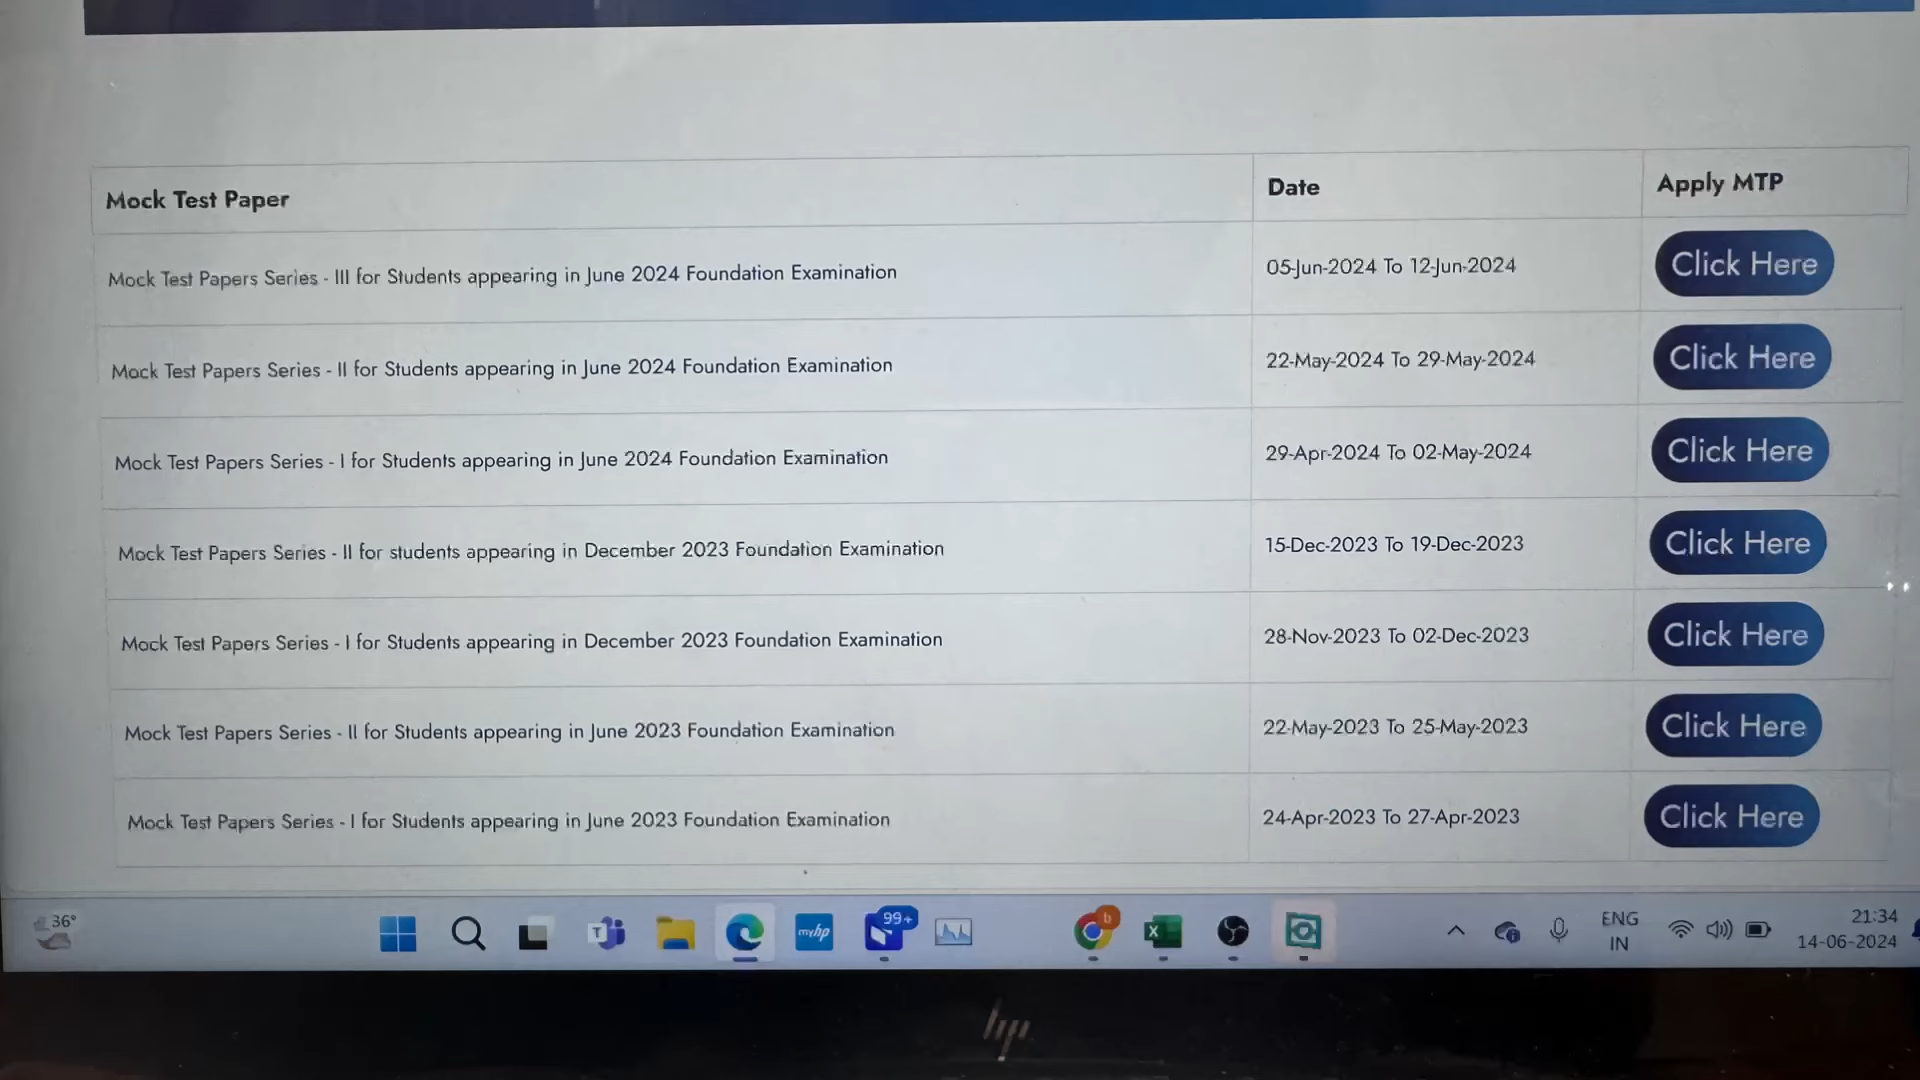 Mock Test Paper Date Apply MTP
Mock Test Papers Series - III for Students appearing in June 2024 Foundation Examination 05-Jun-2024 To 12-Jun-2024 Click Here
Mock Test Papers Series - II for Students appearing in June 2024 Foundation Examination 22-May-2024 To 29-May-2024 Click Here
Mock Test Papers Series - I for Students appearing in June 2024 Foundation Examination 29-Apr-2024 To 02-May-2024 Click Here
Mock Test Papers Series - II for students appearing in December 2023 Foundation Examination 15-Dec-2023 To 19-Dec-2023 Click Here
Mock Test Papers Series - I for Students appearing in December 2023 Foundation Examination 28-Nov-2023 To 02-Dec-2023 Click Here
Mock Test Papers Series - II for Students appearing in June 2023 Foundation Examination 22-May-2023 To 25-May-2023 Click Here
Mock Test Papers Series - I for Students appearing in June 2023 Foundation Examination 24-Apr-2023 To 27-Apr-2023 Click Here
36° T myhp 99+ b X ENG 21:34
IN 14-06-2024
hp